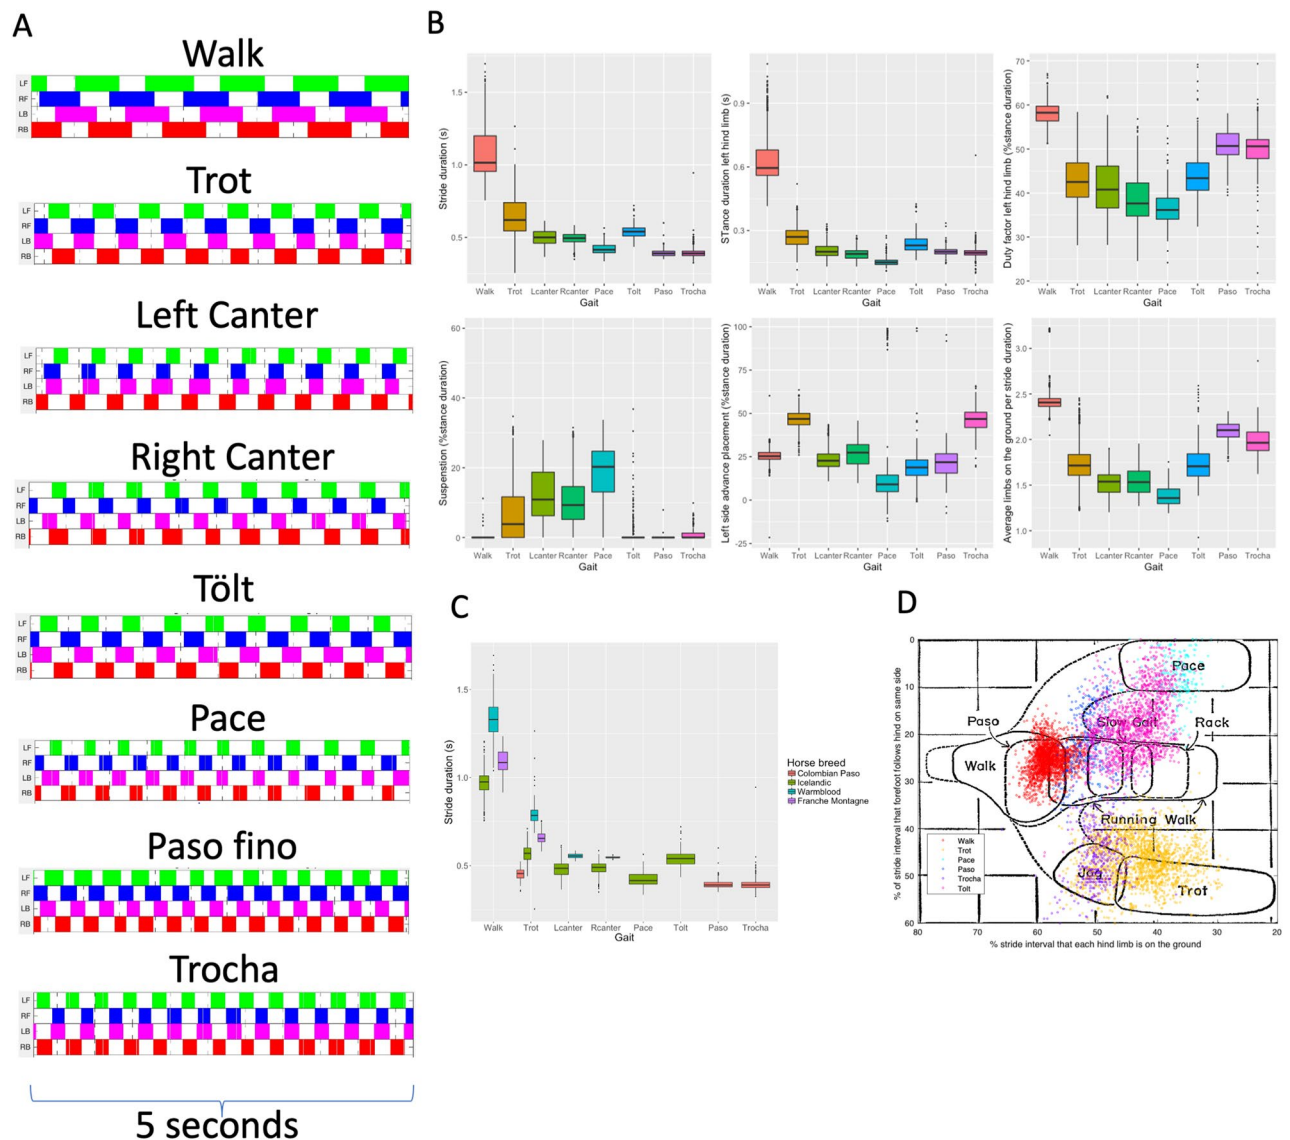 A
Walk
LF
RF
LB
RB
Trot
LF
RF
LB
RB
Left Canter
LF
RF
LB
RB
Right Canter
LF
RF
LB
RB
Tölt
LF
RF
LB
RB
Pace
LF
RF
LB
RB
Paso fino
LF
RF
LB
RB
Trocha
LF
RF
LB
RB
5 seconds
B
Stride duration (s)
1.5
1.0
0.5
Walk Trot Lcanter Rcanter Pace Tolt Paso Trocha
Gait
STance duration left hind limb (s)
0.9
0.6
0.3
Walk Trot Lcanter Rcanter Pace Tolt Paso Trocha
Gait
Duty factor left hind limb (%stance duration)
70
60
50
40
30
20
Walk Trot Lcanter Rcanter Pace Tolt Paso Trocha
Gait
Suspenstion (%stance duration)
60
40
20
0
Walk Trot Lcanter Rcanter Pace Tolt Paso Trocha
Gait
Left side advance placement (%stance duration)
100
75
50
25
0
-25
Walk Trot Lcanter Rcanter Pace Tolt Paso Trocha
Gait
Average limbs on the ground per stride duration
3.0
2.5
2.0
1.5
1.0
Walk Trot Lcanter Rcanter Pace Tolt Paso Trocha
Gait
C
Stride duration (s)
1.5
1.0
0.5
Walk Trot Lcanter Rcanter Pace Tolt Paso Trocha
Gait
Horse breed
Colombian Paso
Icelandic
Warmblood
Franche Montagne
D
% of stride interval that forefoot follows hind on same side
0
10
20
30
40
50
60
Pace
Slow Gait
Paso
Rack
Walk
Running Walk
Jog
Trot
Walk
Trot
Pace
Paso
Trocha
Tolt
80 70 60 50 40 30 20
% stride interval that each hind limb is on the ground